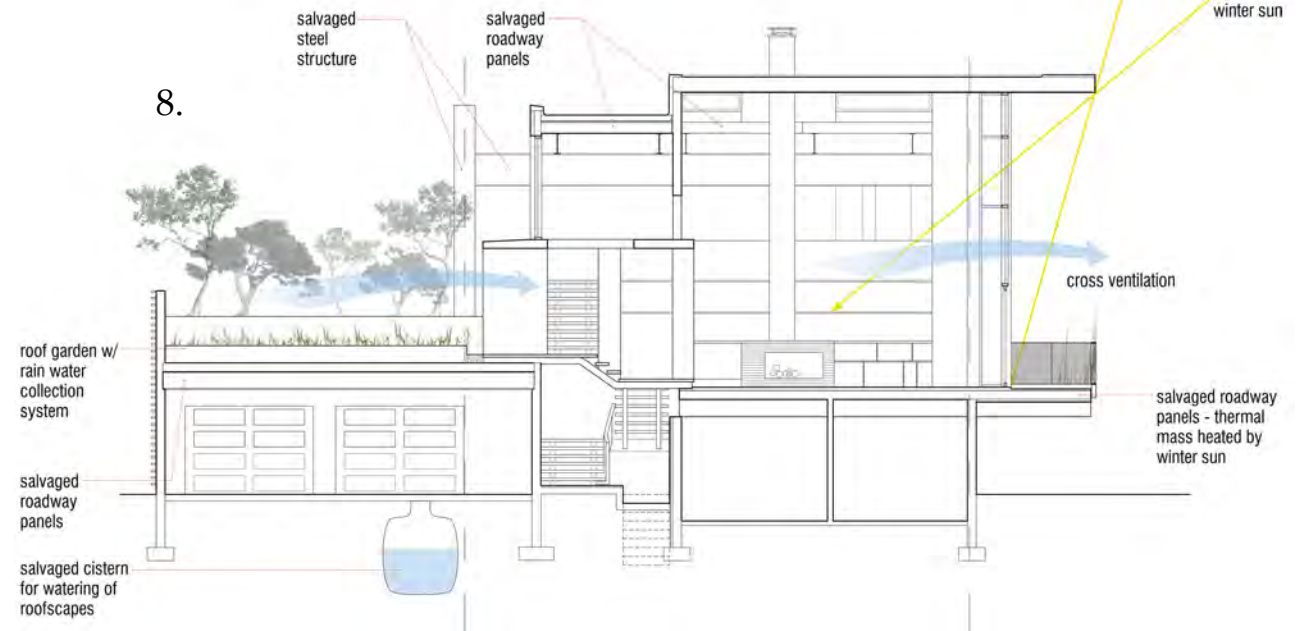 salvaged
steel
structure
salvaged
roadway
panels
winter sun
8.
cross ventilation
roof garden w/
rain water
collection
system
salvaged roadway
panels - thermal
mass heated by
winter sun
salvaged
roadway
panels
salvaged cistern
for watering of
roofscapes